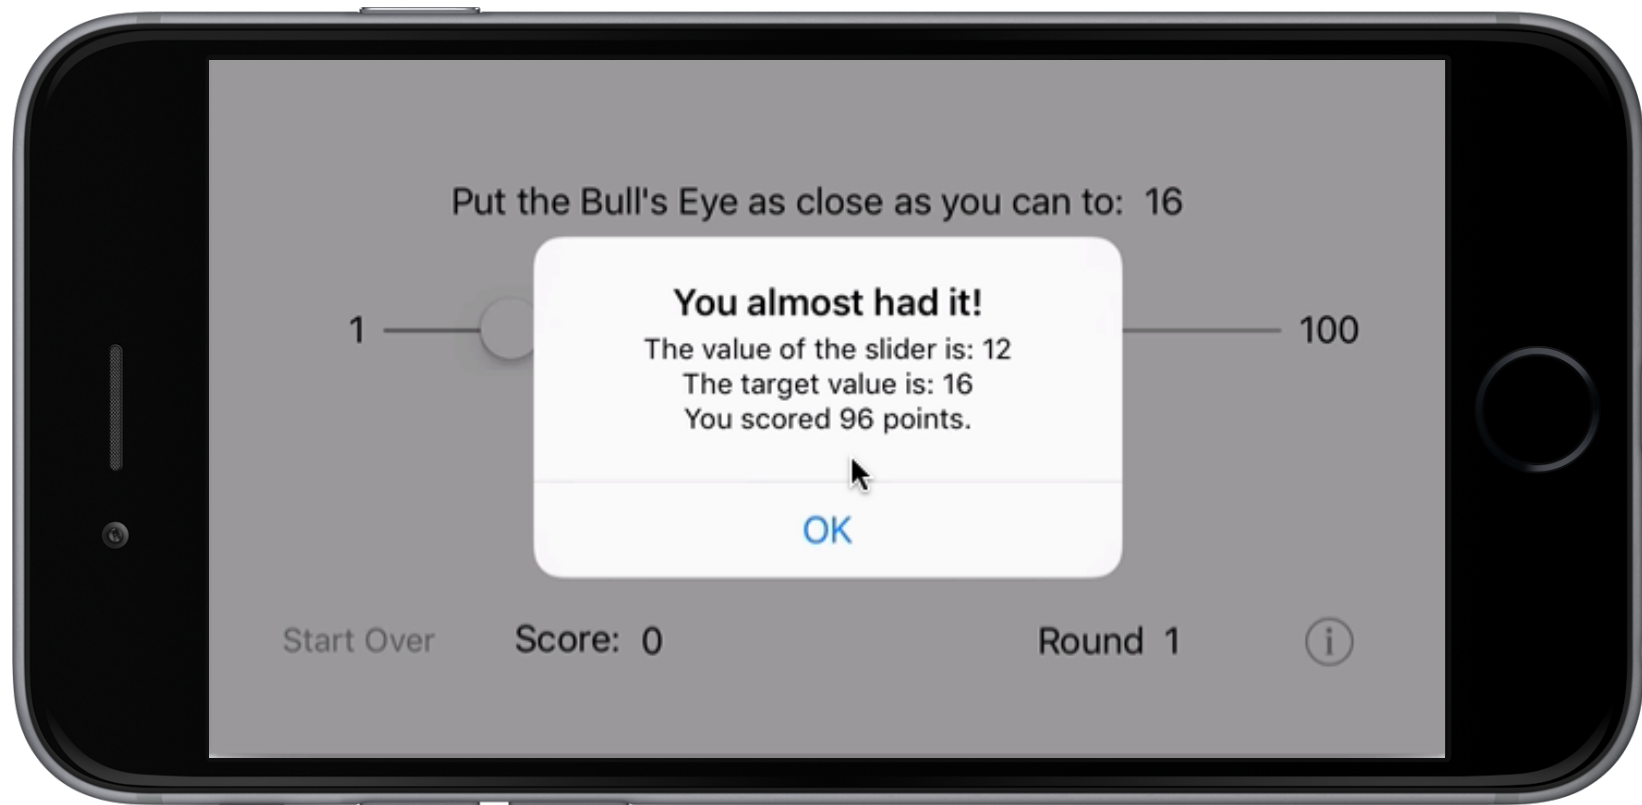 Put the Bull's Eye as close as you can to: 16
You almost had it!
1
100
The value of the slider is: 12
The target value is: 16
You scored 96 points.
OK
Start Over
Score: 0
Round 1
i